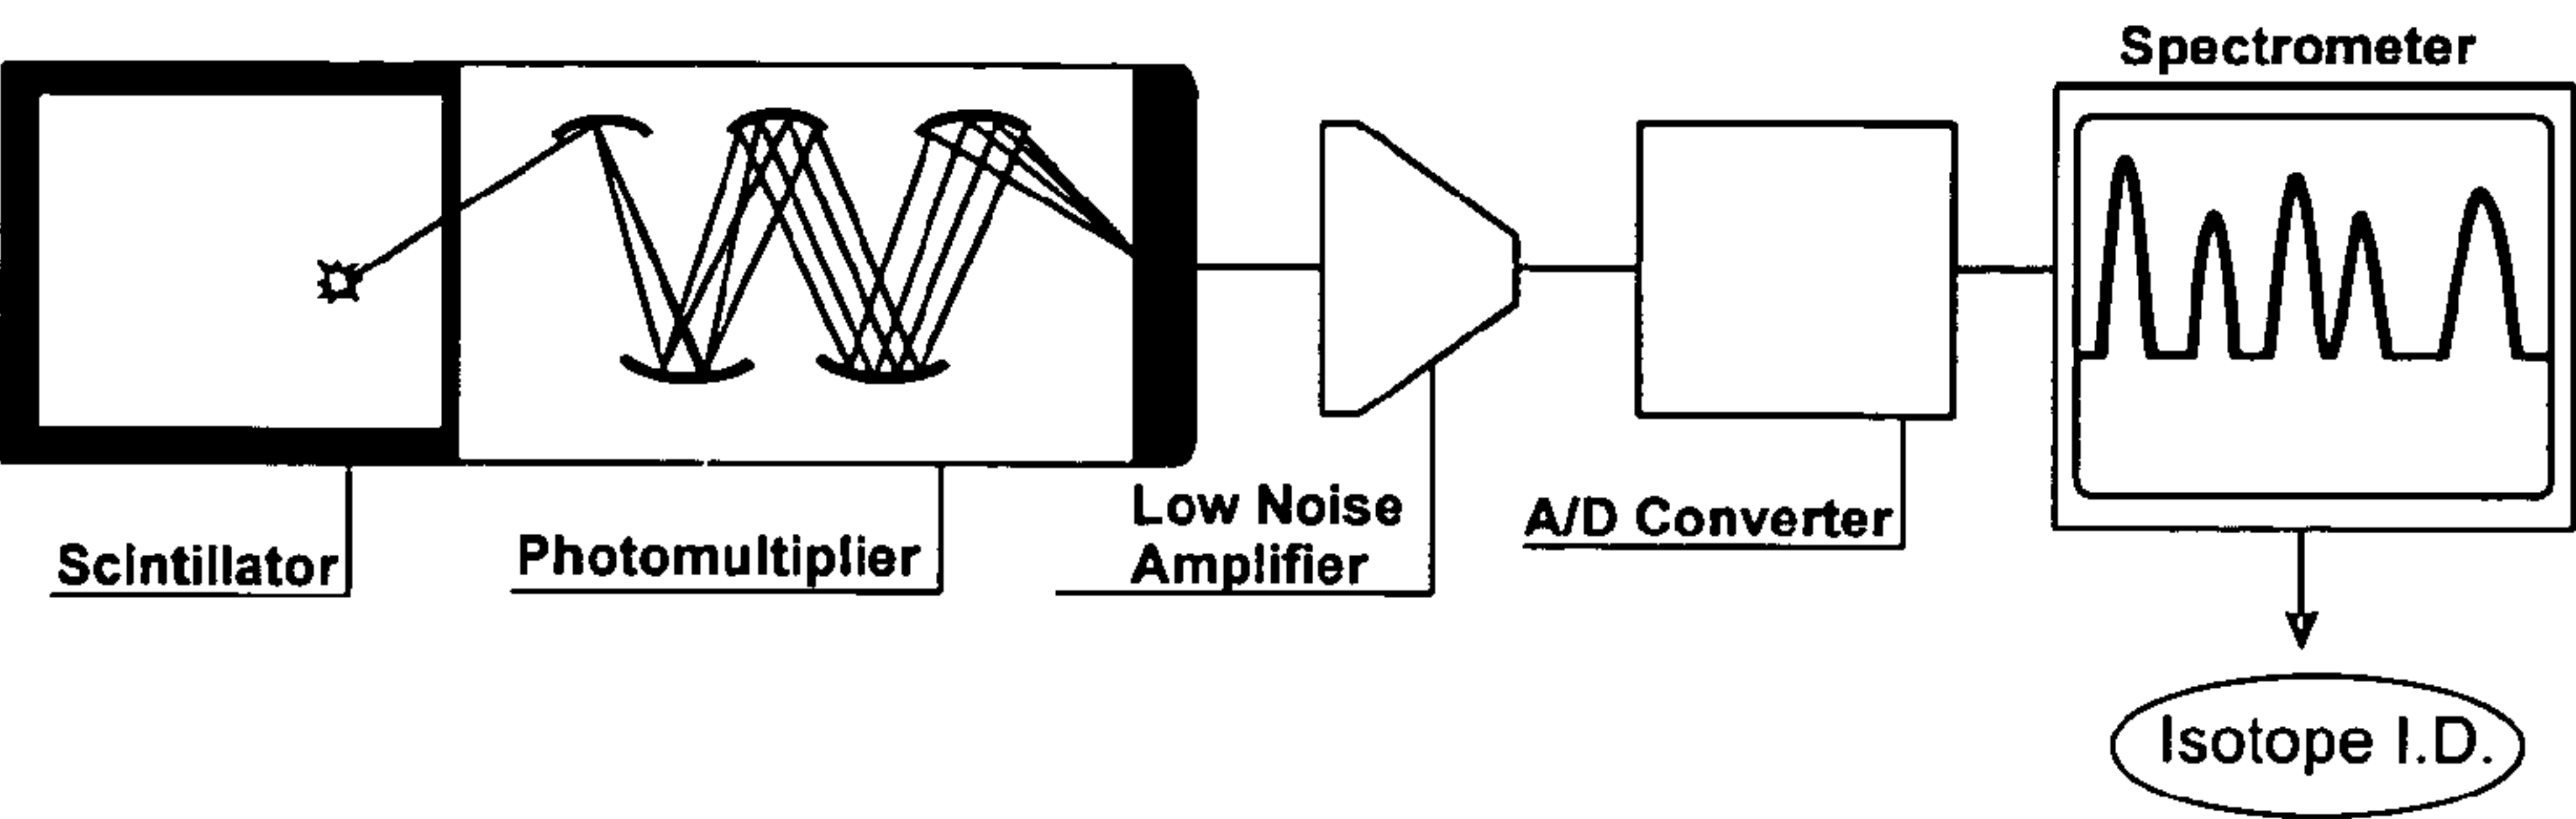 Spectrometer
Scintillator
Photomultiplier
Low Noise
Amplifier
A/D Converter
Isotope I.D.